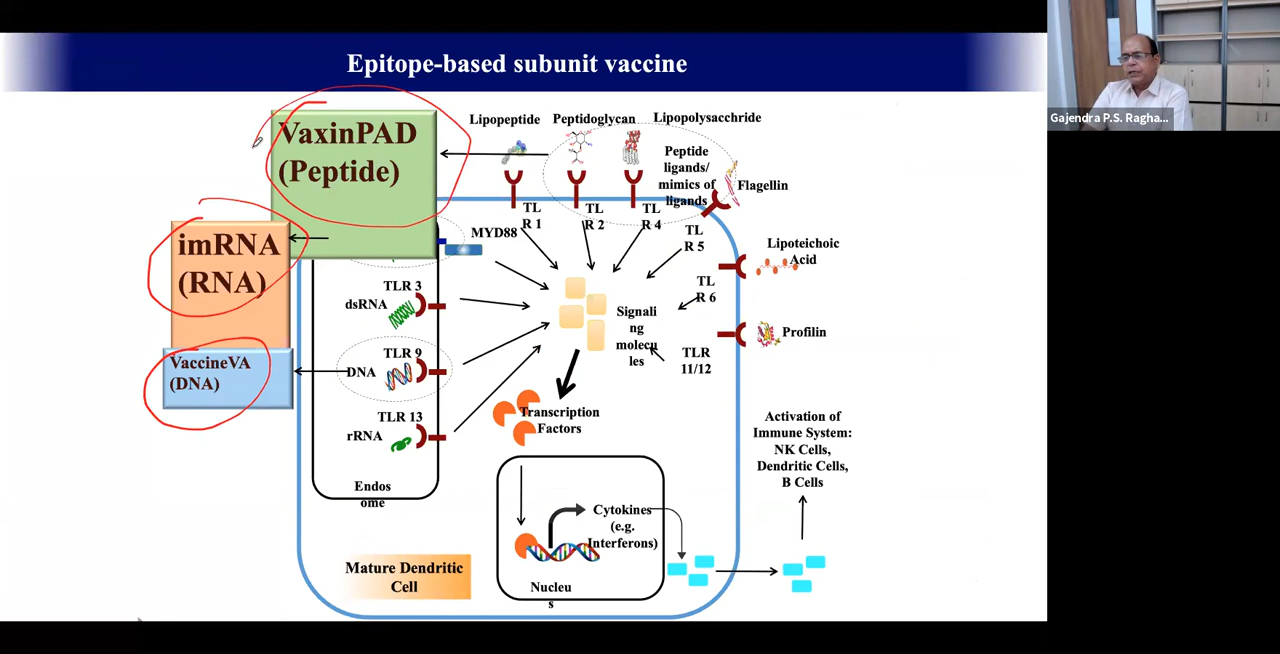 Epitope-based subunit vaccine
Gajendra P.S. Ragha...
VaxinPAD
(Peptide)
imRNA
(RNA)
VaccineVA
(DNA)
Lipopeptide
Peptidoglycan
Lipopolysacchride
Peptide
ligands/
mimics of
ligands
Flagellin
TL
R 1
TL
R 2
TL
R 4
TL
R 5
TL
R 6
Lipoteichoic
Acid
Profilin
TLR
11/12
MYD88
TLR 3
dsRNA
TLR 9
DNA
TLR 13
rRNA
Endos
ome
Signali
ng
molecu
les
Transcription
Factors
Cytokines
(e.g.
Interferons)
Nucleu
s
Mature Dendritic
Cell
Activation of
Immune System:
NK Cells,
Dendritic Cells,
B Cells